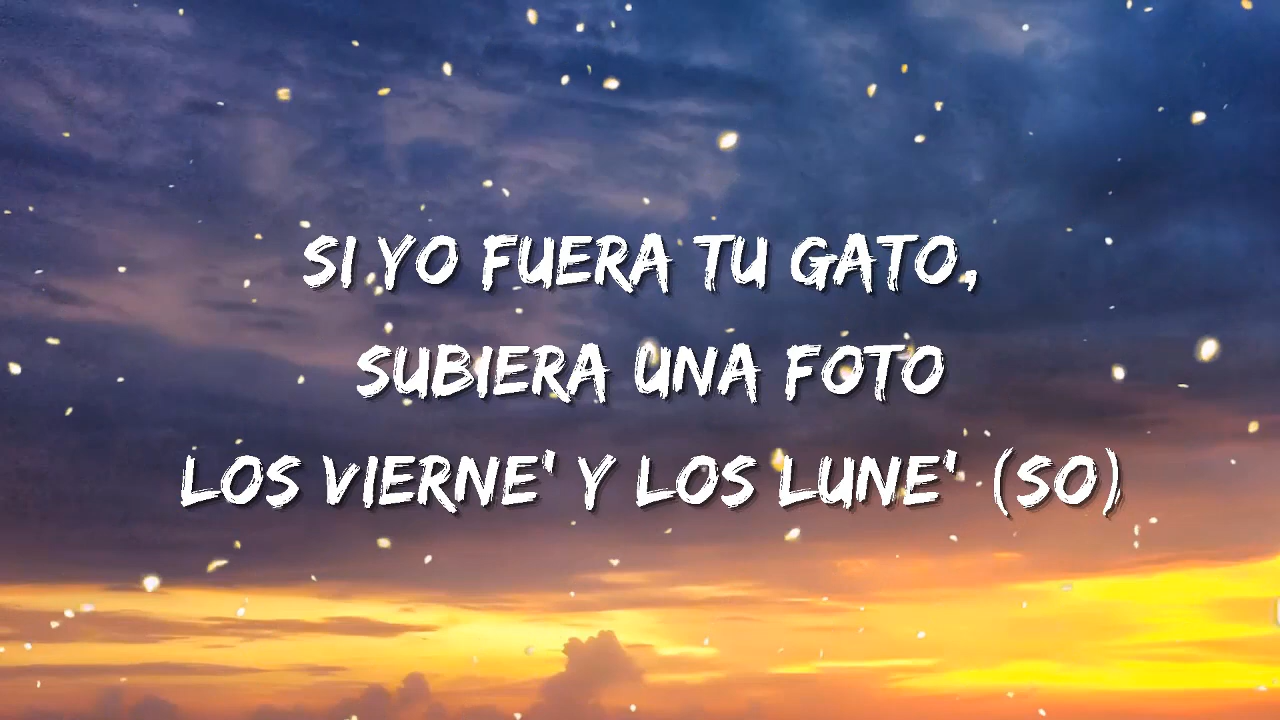 SI YO FUERA TU GATO,
SUBIERA UNA FOTO
LOS VIERNE' Y LOS LUNE' (SO)